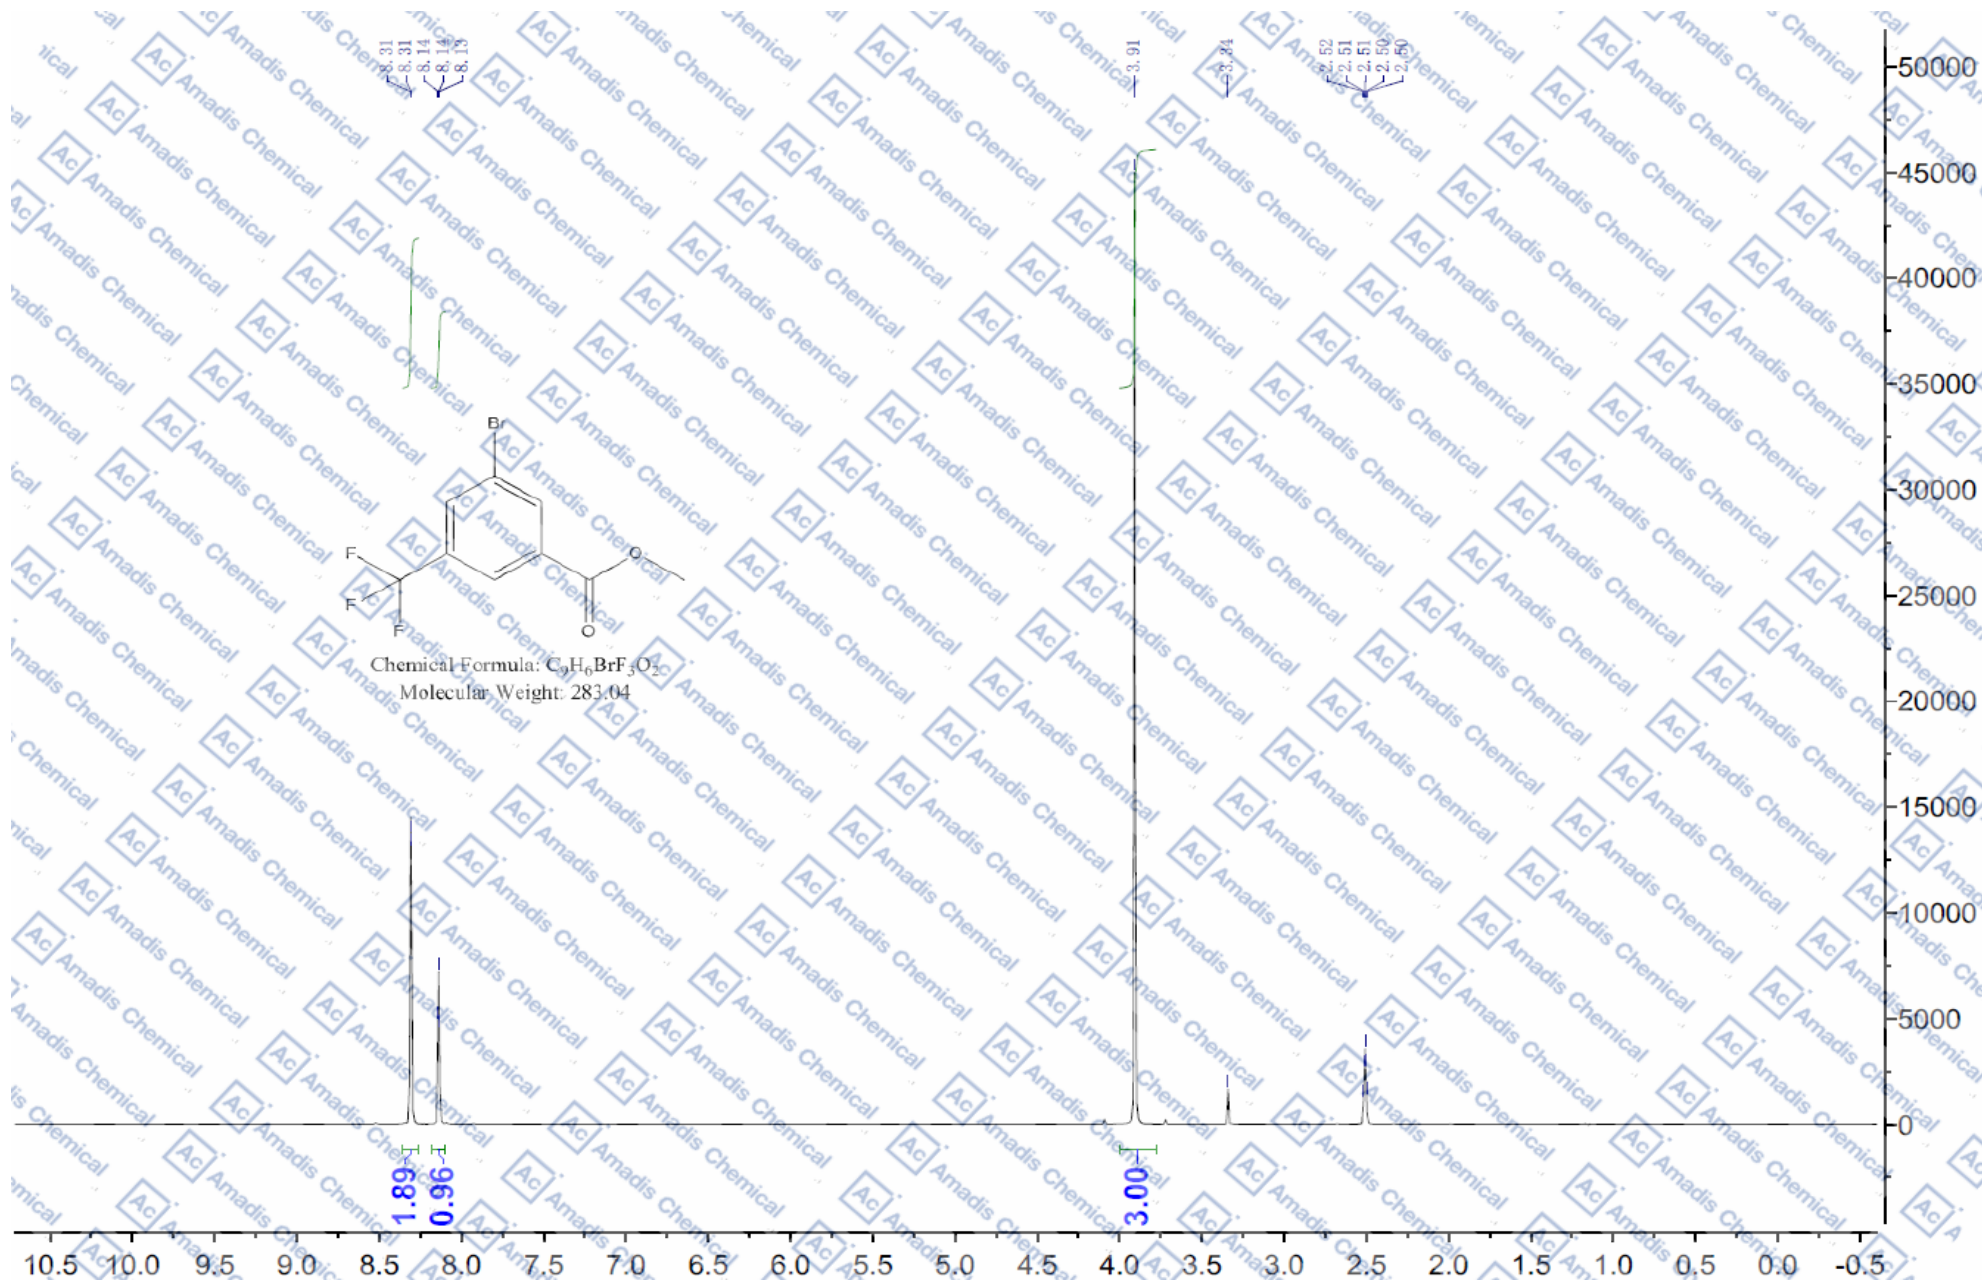 8.31
8.31
8.14
8.14
8.13
3.91
3.34
2.52
2.51
2.51
2.50
2.50
50000
45000
40000
35000
30000
25000
20000
15000
10000
5000
0
Br
F
F
F
O
O
Chemical Formula: C₉H₆BrF₃O₂
Molecular Weight: 283.04
1.89
0.96
3.00
10.5 10.0 9.5 9.0 8.5 8.0 7.5 7.0 6.5 6.0 5.5 5.0 4.5 4.0 3.5 3.0 2.5 2.0 1.5 1.0 0.5 0.0 -0.5
Ac Amadis Chemical